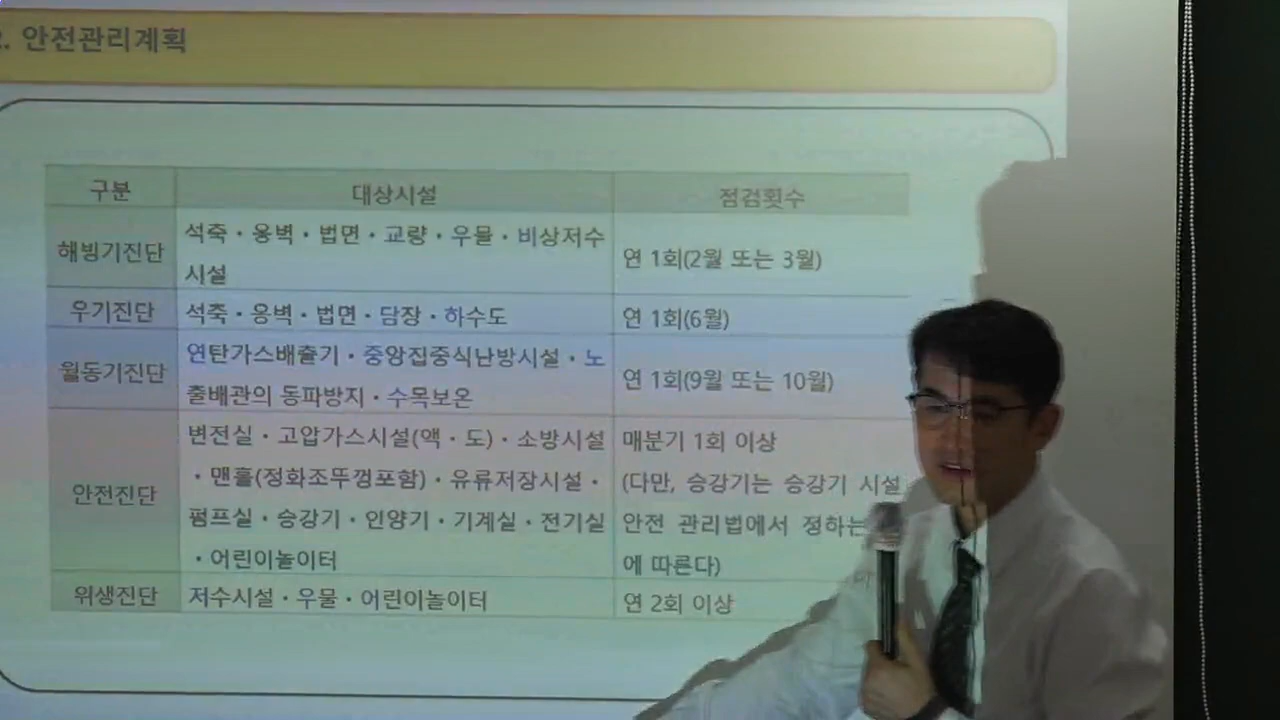 . 안전관리계획
구분 대상시설 점검횟수
해빙기진단 석축・옹벽・법면・교량・우물・비상저수
시설 연 1회(2월 또는 3월)
우기진단 석축・옹벽・법면・담장・하수도 연 1회(6월)
월동기진단 연탄가스배출기・중앙집중식난방시설・노
출배관의 동파방지・수목보온 연 1회(9월 또는 10월)
안전진단 변전실・고압가스시설(액・도)・소방시설 매분기 1회 이상
・맨홀(정화조뚜껑포함)・유류저장시설・ (다만, 승강기는 승강기 시설
펌프실・승강기・인양기・기계실・전기실 안전 관리법에서 정하는
・어린이놀이터 에 따른다)
위생진단 저수시설・우물・어린이놀이터 연 2회 이상